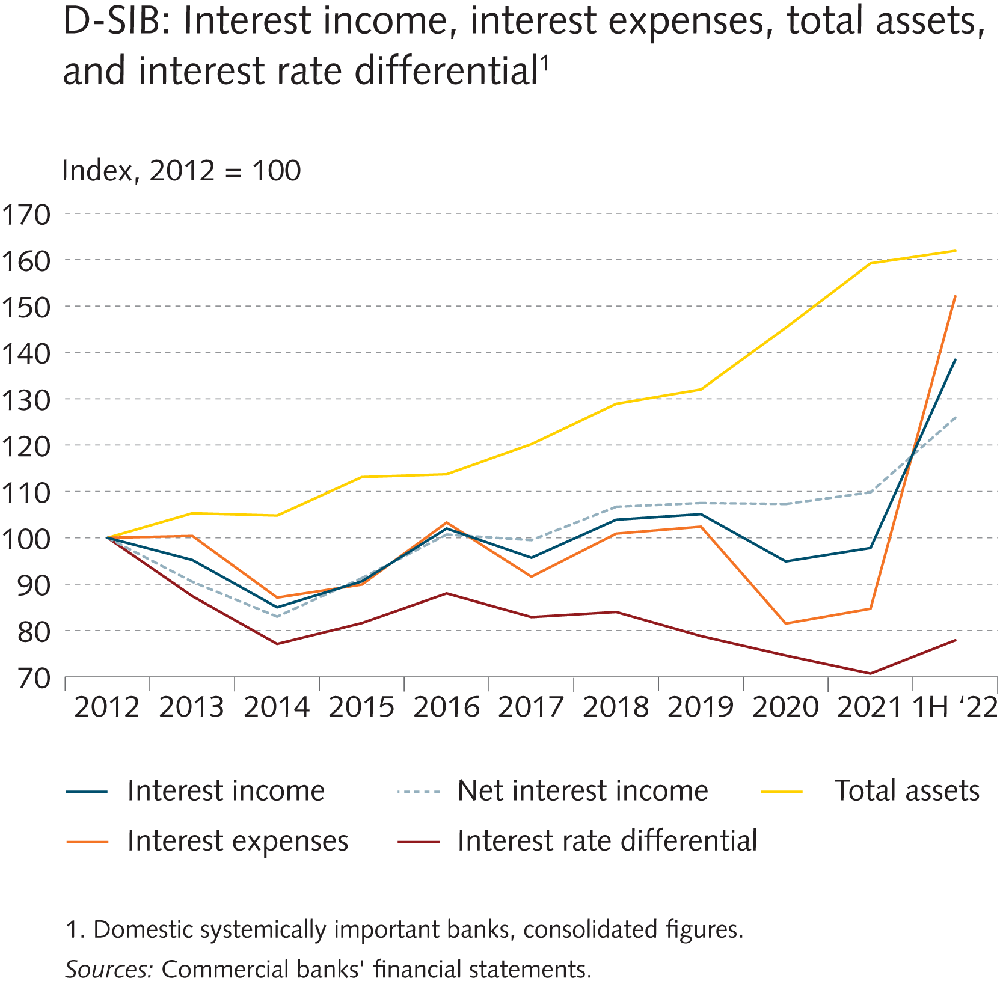 D-SIB: Interest income, interest expenses, total assets,
and interest rate differential¹
Index, 2012 = 100
170
160
150
140
130
120
110
100
90
80
70
2012 2013 2014 2015 2016 2017 2018 2019 2020 2021 1H ‘22
Interest income Net interest income Total assets
Interest expenses Interest rate differential
1. Domestic systemically important banks, consolidated figures.
Sources: Commercial banks' financial statements.